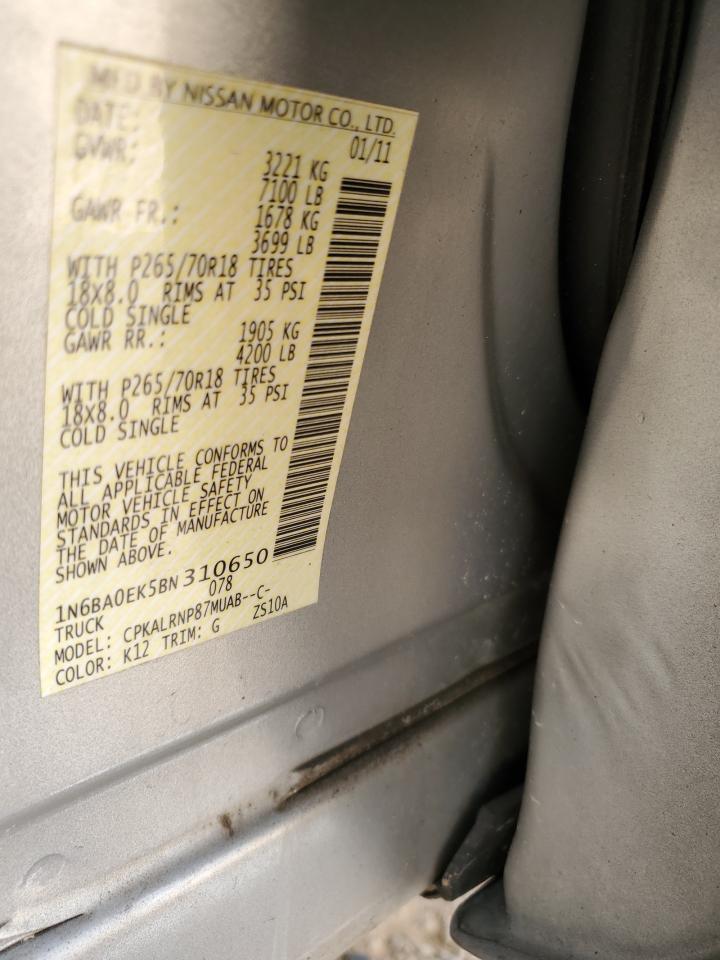 MFD BY NISSAN MOTOR CO., LTD.
DATE: 01/11
GVWR: 3221 KG
7100 LB
GAWR FR.: 1678 KG
3699 LB
WITH P265/70R18 TIRES
18X8.0 RIMS AT 35 PSI
COLD SINGLE
GAWR RR.: 1905 KG
4200 LB
WITH P265/70R18 TIRES
18X8.0 RIMS AT 35 PSI
COLD SINGLE
THIS VEHICLE CONFORMS TO
ALL APPLICABLE FEDERAL
MOTOR VEHICLE SAFETY
STANDARDS IN EFFECT ON
THE DATE OF MANUFACTURE
SHOWN ABOVE.
1N6BA0EK5BN310650
TRUCK 078
MODEL: CPKALRNP87MUAB--C-
COLOR: K12 TRIM: G ZS10A